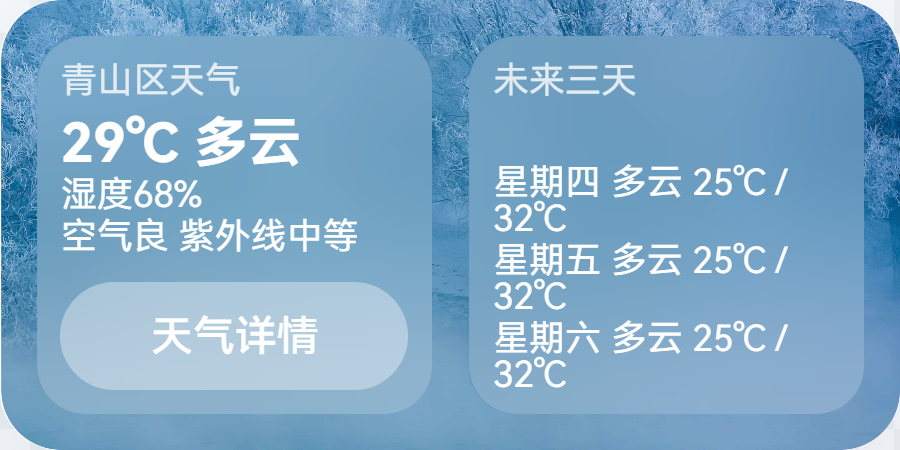 青山区天气
29℃ 多云
湿度68%
空气良 紫外线中等
天气详情
未来三天
星期四 多云 25℃ /
32℃
星期五 多云 25℃ /
32℃
星期六 多云 25℃ /
32℃